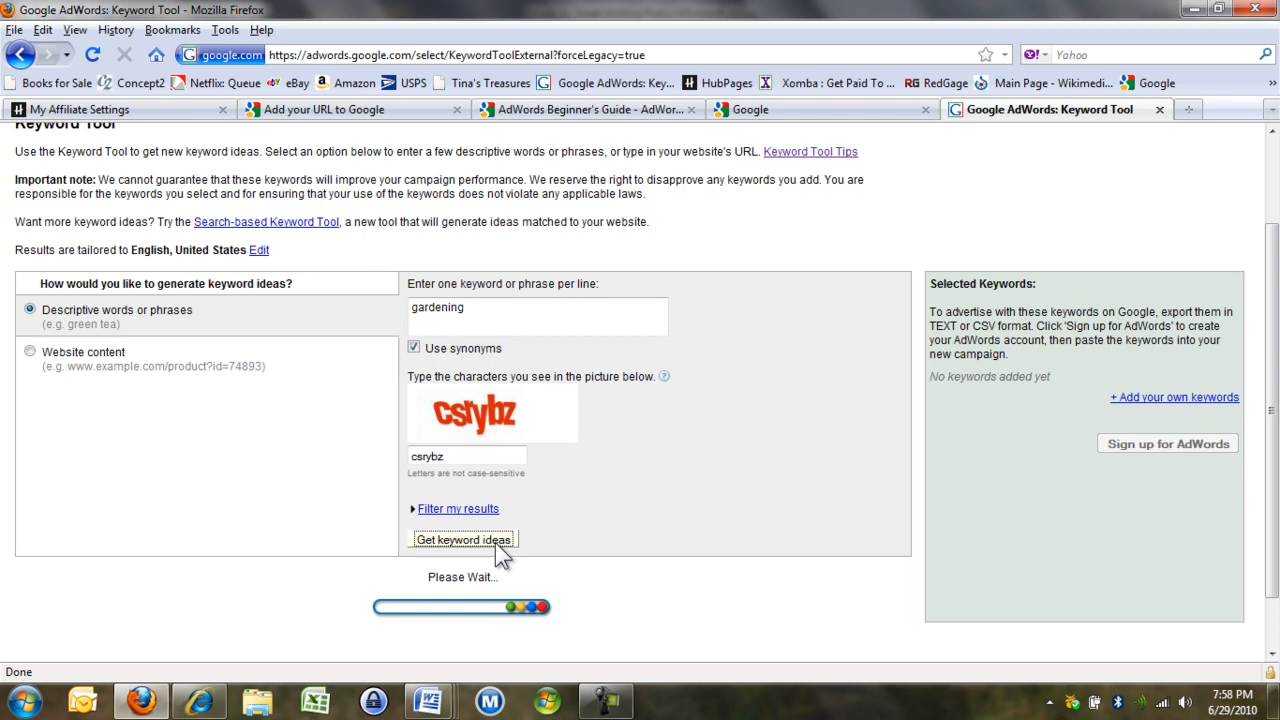 Google AdWords: Keyword Tool - Mozilla Firefox
File Edit View History Bookmarks Tools Help
google.com https://adwords.google.com/select/KeywordToolExternal?forceLegacy=true Yahoo
Books for Sale Concept2 Netflix: Queue eBay Amazon USPS Tina's Treasures Google AdWords: Key... HubPages Xomba : Get Paid To ... RedGage Main Page - Wikimedi... Google »
My Affiliate Settings Add your URL to Google AdWords Beginner's Guide - AdWor... Google Google AdWords: Keyword Tool
Keyword Tool
Use the Keyword Tool to get new keyword ideas. Select an option below to enter a few descriptive words or phrases, or type in your website's URL. Keyword Tool Tips
Important note: We cannot guarantee that these keywords will improve your campaign performance. We reserve the right to disapprove any keywords you add. You are
responsible for the keywords you select and for ensuring that your use of the keywords does not violate any applicable laws.
Want more keyword ideas? Try the Search-based Keyword Tool, a new tool that will generate ideas matched to your website.
Results are tailored to English, United States Edit
How would you like to generate keyword ideas?
Descriptive words or phrases
(e.g. green tea)
Website content
(e.g. www.example.com/product?id=74893)
Enter one keyword or phrase per line:
gardening
Use synonyms
Type the characters you see in the picture below.
csrybz
csrybz
Letters are not case-sensitive
Filter my results
Get keyword ideas
Please Wait...
Selected Keywords:
To advertise with these keywords on Google, export them in
TEXT or CSV format. Click 'Sign up for AdWords' to create
your AdWords account, then paste the keywords into your
new campaign.
No keywords added yet
+ Add your own keywords
Sign up for AdWords
Done
7:58 PM
6/29/2010